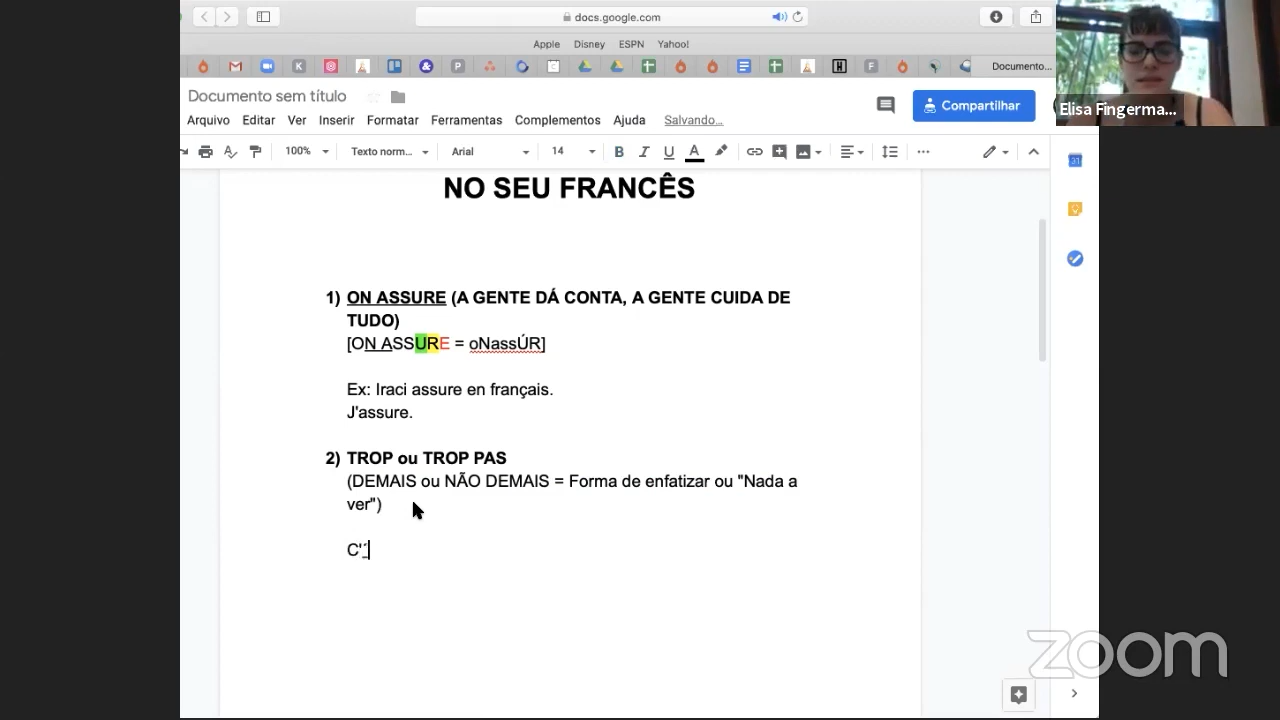 docs.google.com
Apple Disney ESPN Yahoo!
Documento...
Documento sem título
Arquivo Editar Ver Inserir Formatar Ferramentas Complementos Ajuda Salvando...
Compartilhar
Elisa Fingerma...
100% Texto norm... Arial 14 B I U A
31
NO SEU FRANCÊS
1) ON ASSURE (A GENTE DÁ CONTA, A GENTE CUIDA DE
TUDO)
[ON ASSURE = oNassÚR]
Ex: Iraci assure en français.
J'assure.
2) TROP ou TROP PAS
(DEMAIS ou NÃO DEMAIS = Forma de enfatizar ou "Nada a
ver")
C'´
zoom